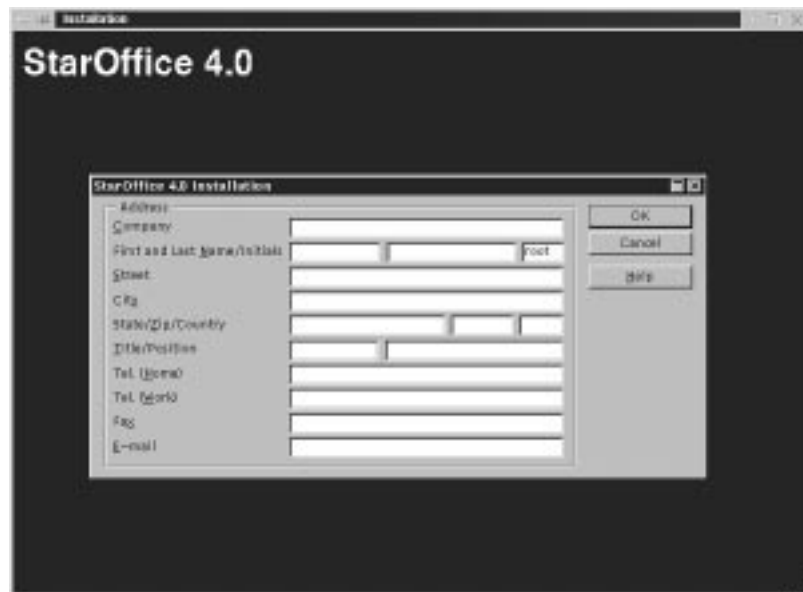 Installation
StarOffice 4.0
StarOffice 4.0 Installation
Address
Company
First and Last Name/Initials
root
Street
City
State/Zip/Country
Title/Position
Tel. (Home)
Tel. (Work)
Fax
E-mail
OK
Cancel
Help